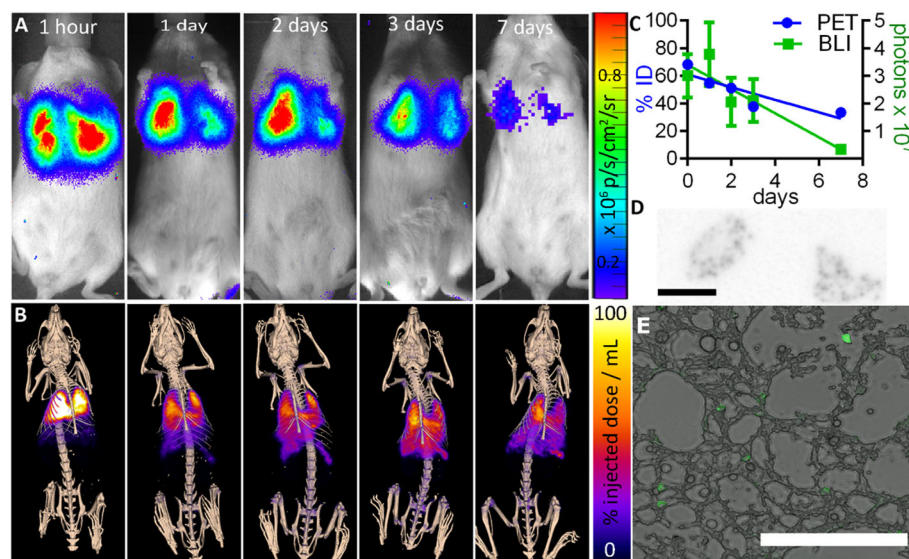 A
1 hour
1 day
2 days
3 days
7 days
0.8
x 10⁶ p/s/cm²/sr
0.2
B
100
% injected dose / mL
0
C
PET
BLI
100
80
60
40
20
0
% ID
5
4
3
2
1
photons x 10⁷
0 2 4 6 8
days
D
E